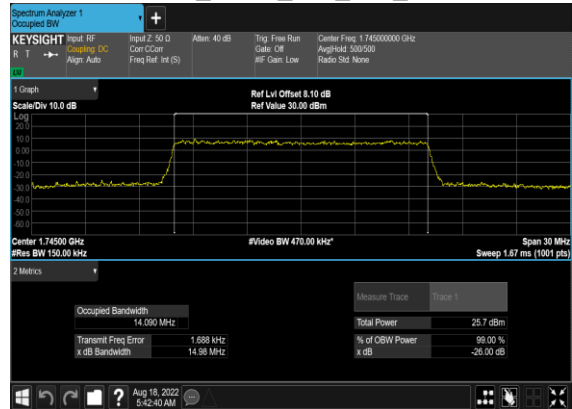 Spectrum Analyzer 1
Occupied BW
+
KEYSIGHT Input: RF Input Z: 50 Ω Atten: 40 dB Trig: Free Run Center Freq: 1.745000000 GHz
R T Coupling: DC Corr CCorr Gate: Off Avg|Hold: 500/500
Align: Auto Freq Ref: Int (S) #IF Gain: Low Radio Std: None
LW
1 Graph
Ref Lvl Offset 8.10 dB
Scale/Div 10.0 dB Ref Value 30.00 dBm
Log
20.0
10.0
0.00
-10.0
-20.0
-30.0
-40.0
-50.0
-60.0
Center 1.74500 GHz #Video BW 470.00 kHz* Span 30 MHz
#Res BW 150.00 kHz Sweep 1.67 ms (1001 pts)
2 Metrics
Measure Trace Trace 1
Occupied Bandwidth
14.090 MHz Total Power 25.7 dBm
Transmit Freq Error 1.688 kHz % of OBW Power 99.00 %
x dB Bandwidth 14.98 MHz x dB -26.00 dB
? Aug 18, 2022
5:42:40 AM